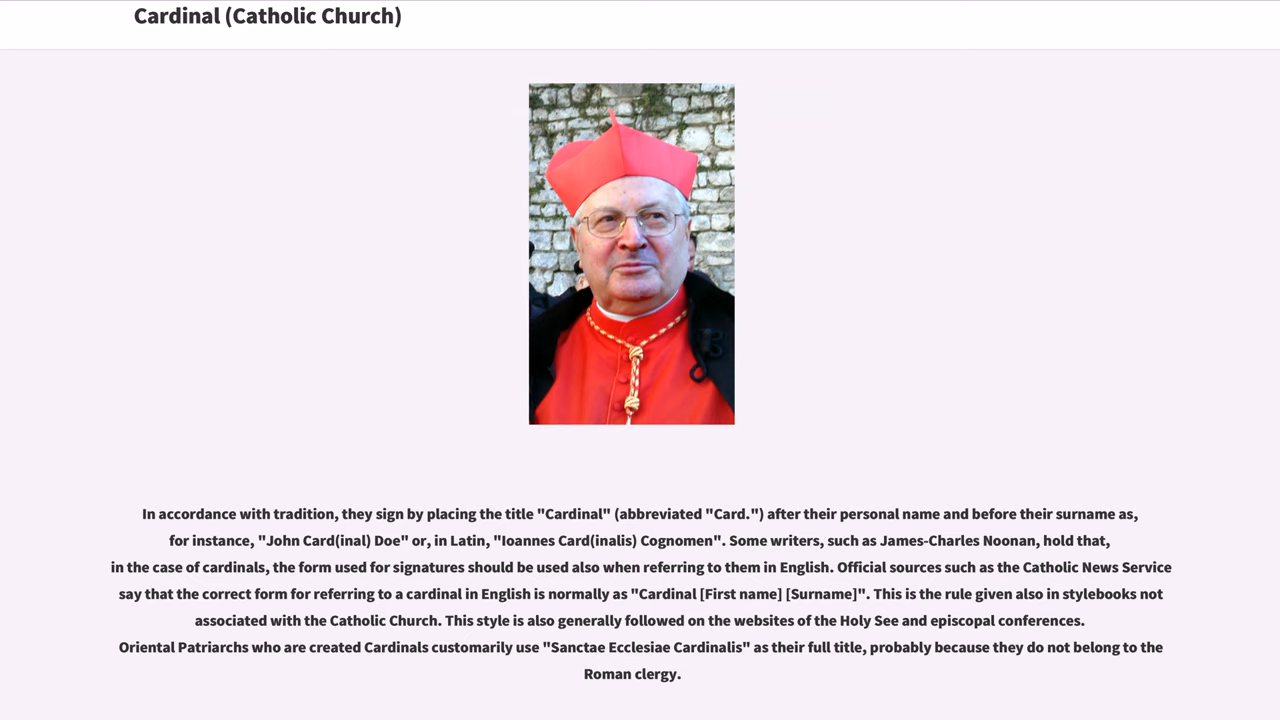 Cardinal (Catholic Church)
In accordance with tradition, they sign by placing the title "Cardinal" (abbreviated "Card.") after their personal name and before their surname as,
for instance, "John Card(inal) Doe" or, in Latin, "Ioannes Card(inalis) Cognomen". Some writers, such as James-Charles Noonan, hold that,
in the case of cardinals, the form used for signatures should be used also when referring to them in English. Official sources such as the Catholic News Service
say that the correct form for referring to a cardinal in English is normally as "Cardinal [First name] [Surname]". This is the rule given also in stylebooks not
associated with the Catholic Church. This style is also generally followed on the websites of the Holy See and episcopal conferences.
Oriental Patriarchs who are created Cardinals customarily use "Sanctae Ecclesiae Cardinalis" as their full title, probably because they do not belong to the
Roman clergy.